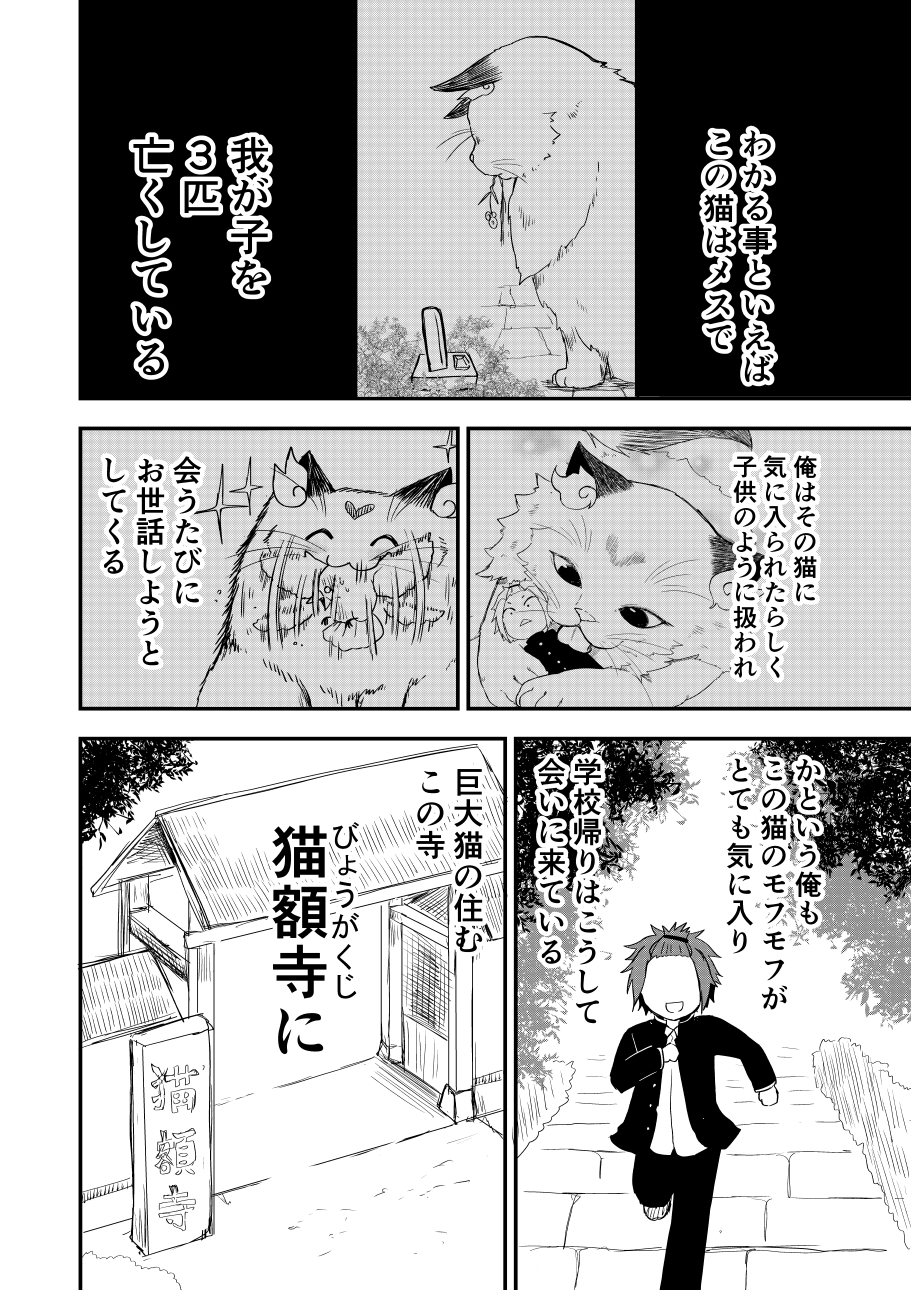 わかる事といえば
この猫はメスで
我が子を
３匹
亡くしている
俺はその猫に
気に入られたらしく
子供のように扱われ
会うたびに
お世話しようと
してくる
かという俺も
この猫のモフモフが
とても気に入り
学校帰りはこうして
会いに来ている
巨大猫の住む
この寺
びょうがくじ
猫額寺に
猫額寺